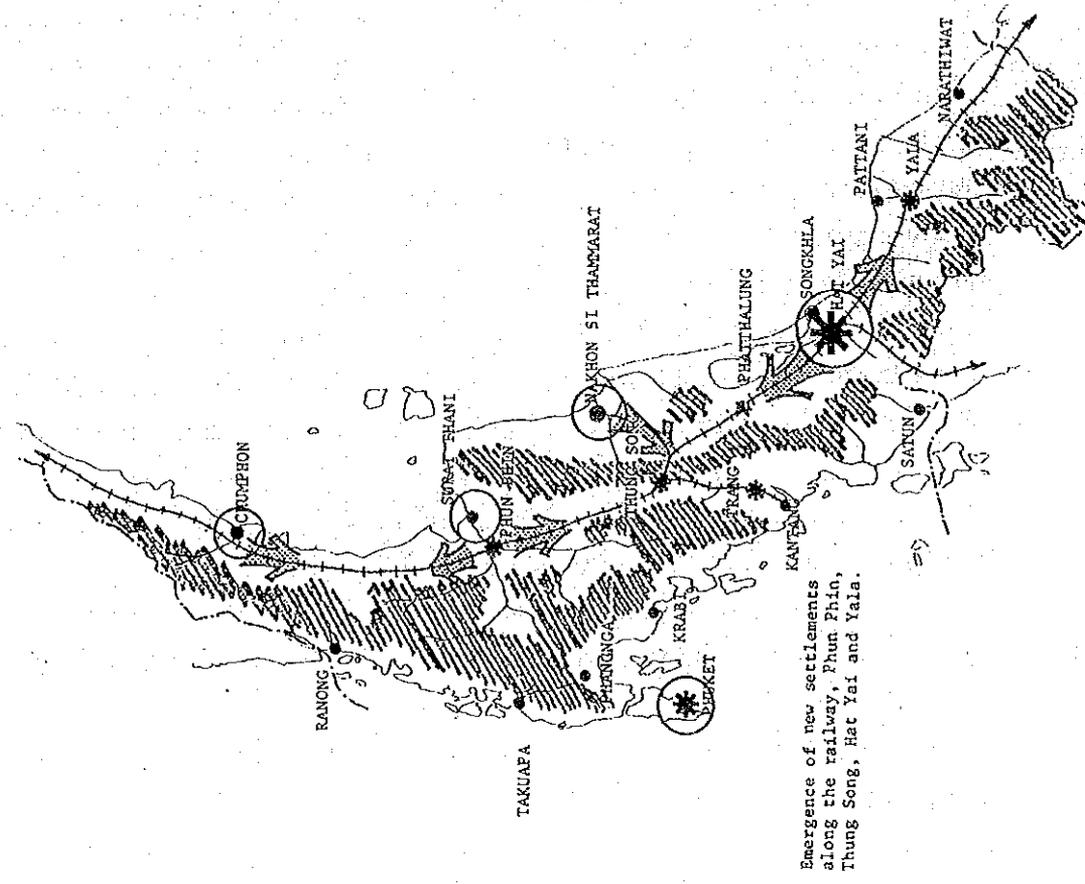 CHUMPHON
RANONG
SURAT THANI
PHUN PHIN
TAKUAPA
NAKHON SI THAMMARAT
THUNG SONG
PHANGNGA
KRABI
PHUKET
TRANG
KANTANG
PHATTHALUNG
SONGKHLA
HAT YAI
SATUN
PATTANI
YALA
NARATHIWAT
Emergence of new settlements
along the railway, Phun Phin,
Thung Song, Hat Yai and Yala.